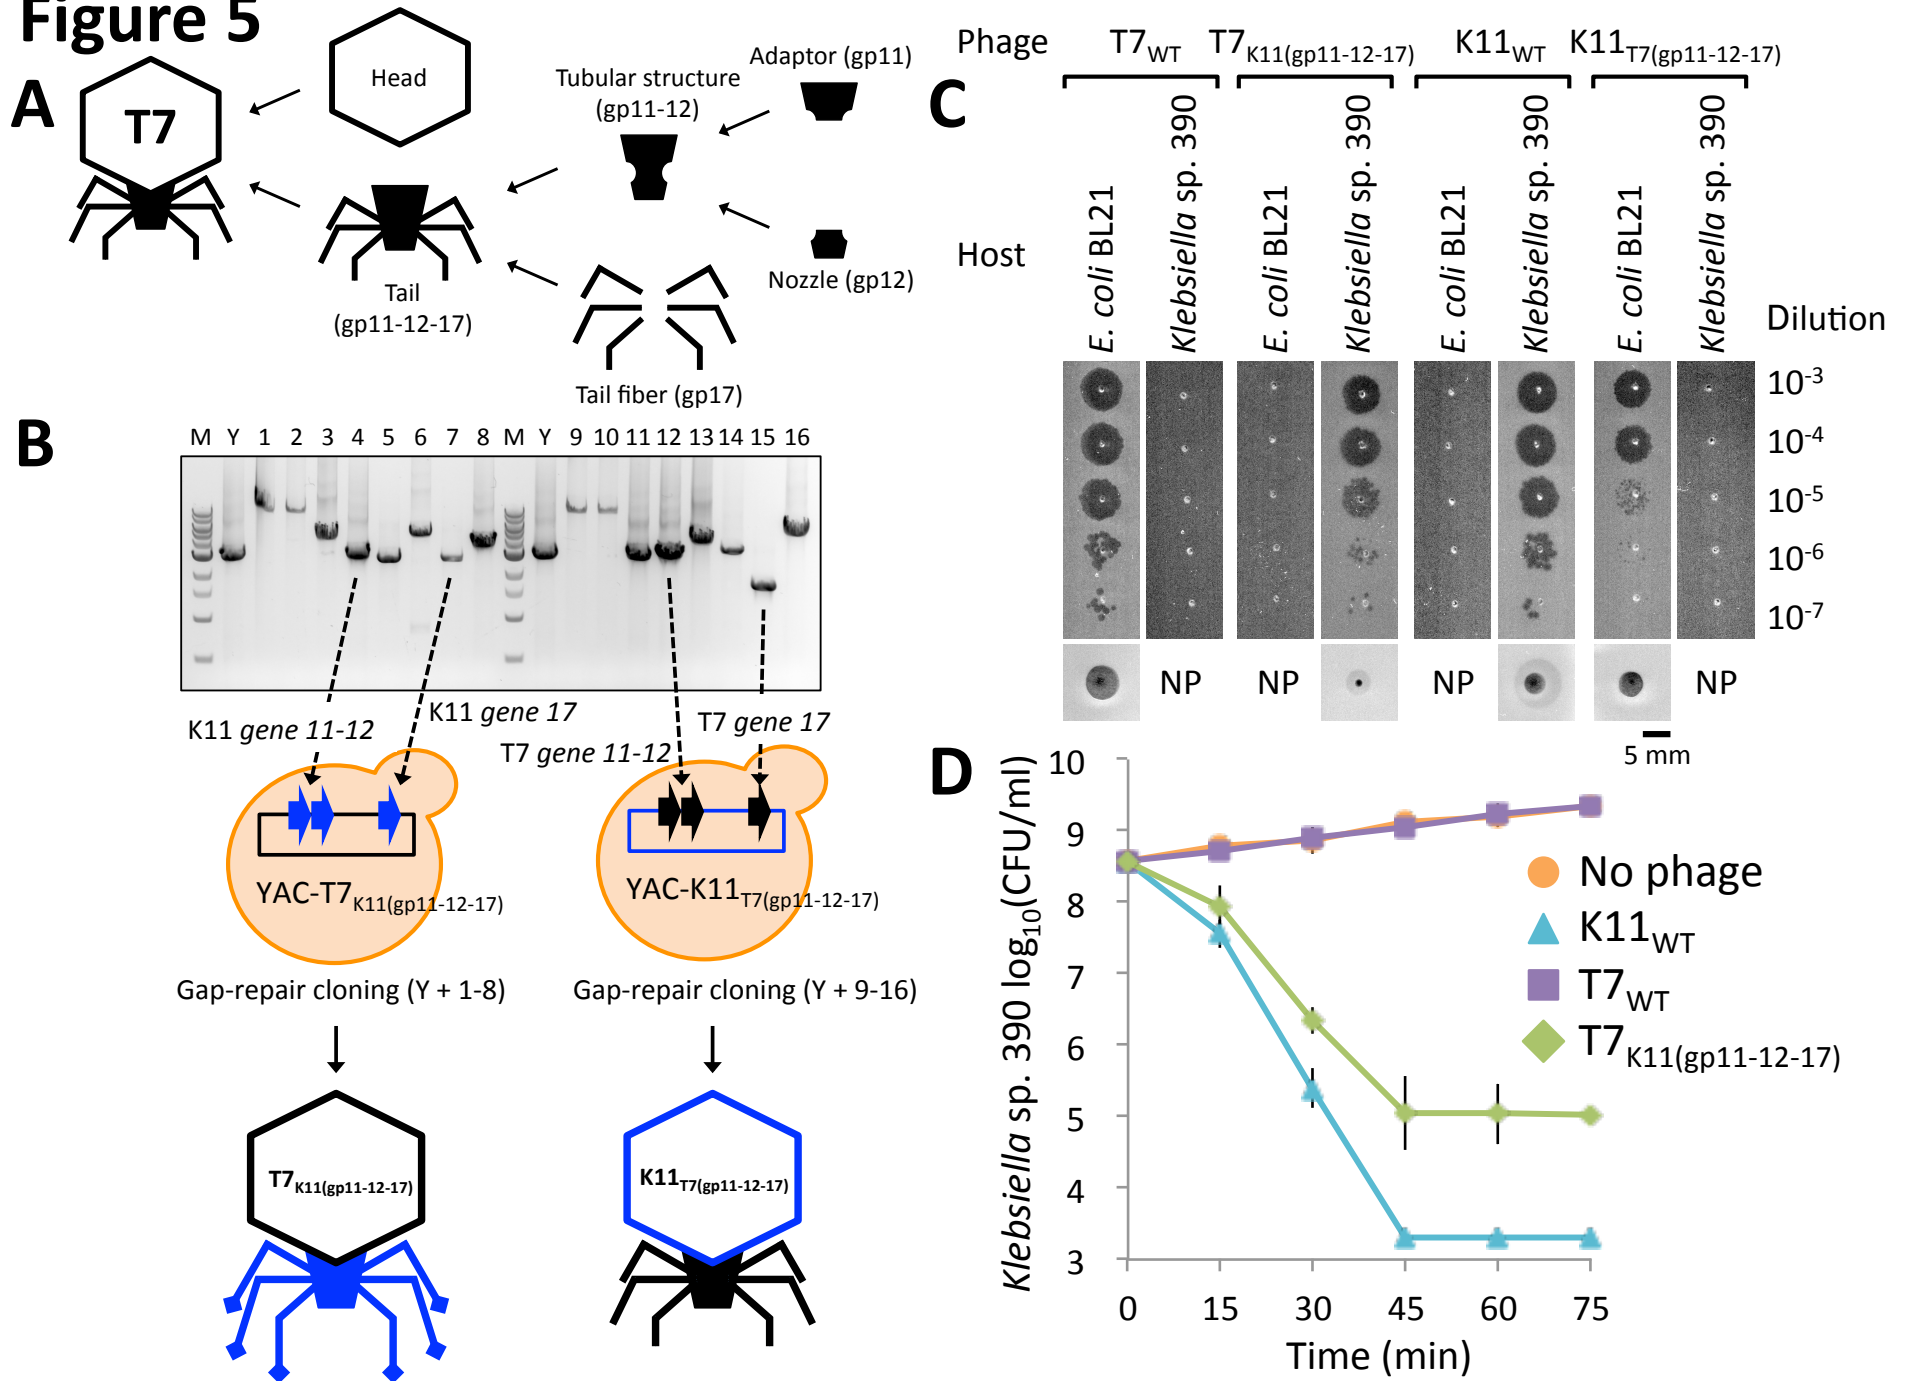 Figure 5
A
T7
Head
Tail
(gp11-12-17)
Tubular structure
(gp11-12)
Adaptor (gp11)
Nozzle (gp12)
Tail fiber (gp17)
B
M Y 1 2 3 4 5 6 7 8 M Y 9 10 11 12 13 14 15 16
K11 gene 11-12
K11 gene 17
T7 gene 11-12
T7 gene 17
YAC-T7K11(gp11-12-17)
YAC-K11T7(gp11-12-17)
Gap-repair cloning (Y + 1-8)
Gap-repair cloning (Y + 9-16)
T7K11(gp11-12-17)
K11T7(gp11-12-17)
C
Phage T7WT T7K11(gp11-12-17) K11WT K11T7(gp11-12-17)
Host
E. coli BL21
Klebsiella sp. 390
E. coli BL21
Klebsiella sp. 390
E. coli BL21
Klebsiella sp. 390
E. coli BL21
Klebsiella sp. 390
Dilution
10-3
10-4
10-5
10-6
10-7
NP NP NP NP
5 mm
D
Klebsiella sp. 390 log10(CFU/ml)
10
9
8
7
6
5
4
3
0 15 30 45 60 75
Time (min)
No phage
K11WT
T7WT
T7K11(gp11-12-17)